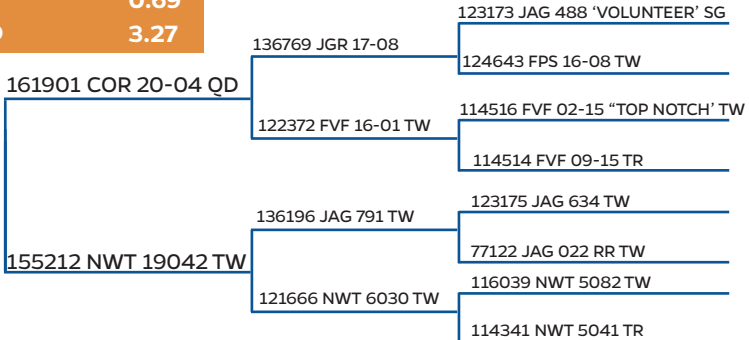 0.69
3.27
123173 JAG 488 ‘VOLUNTEER’ SG
136769 JGR 17-08
124643 FPS 16-08 TW
161901 COR 20-04 QD
114516 FVF 02-15 “TOP NOTCH’ TW
122372 FVF 16-01 TW
114514 FVF 09-15 TR
123175 JAG 634 TW
136196 JAG 791 TW
77122 JAG 022 RR TW
155212 NWT 19042 TW
116039 NWT 5082 TW
121666 NWT 6030 TW
114341 NWT 5041 TR